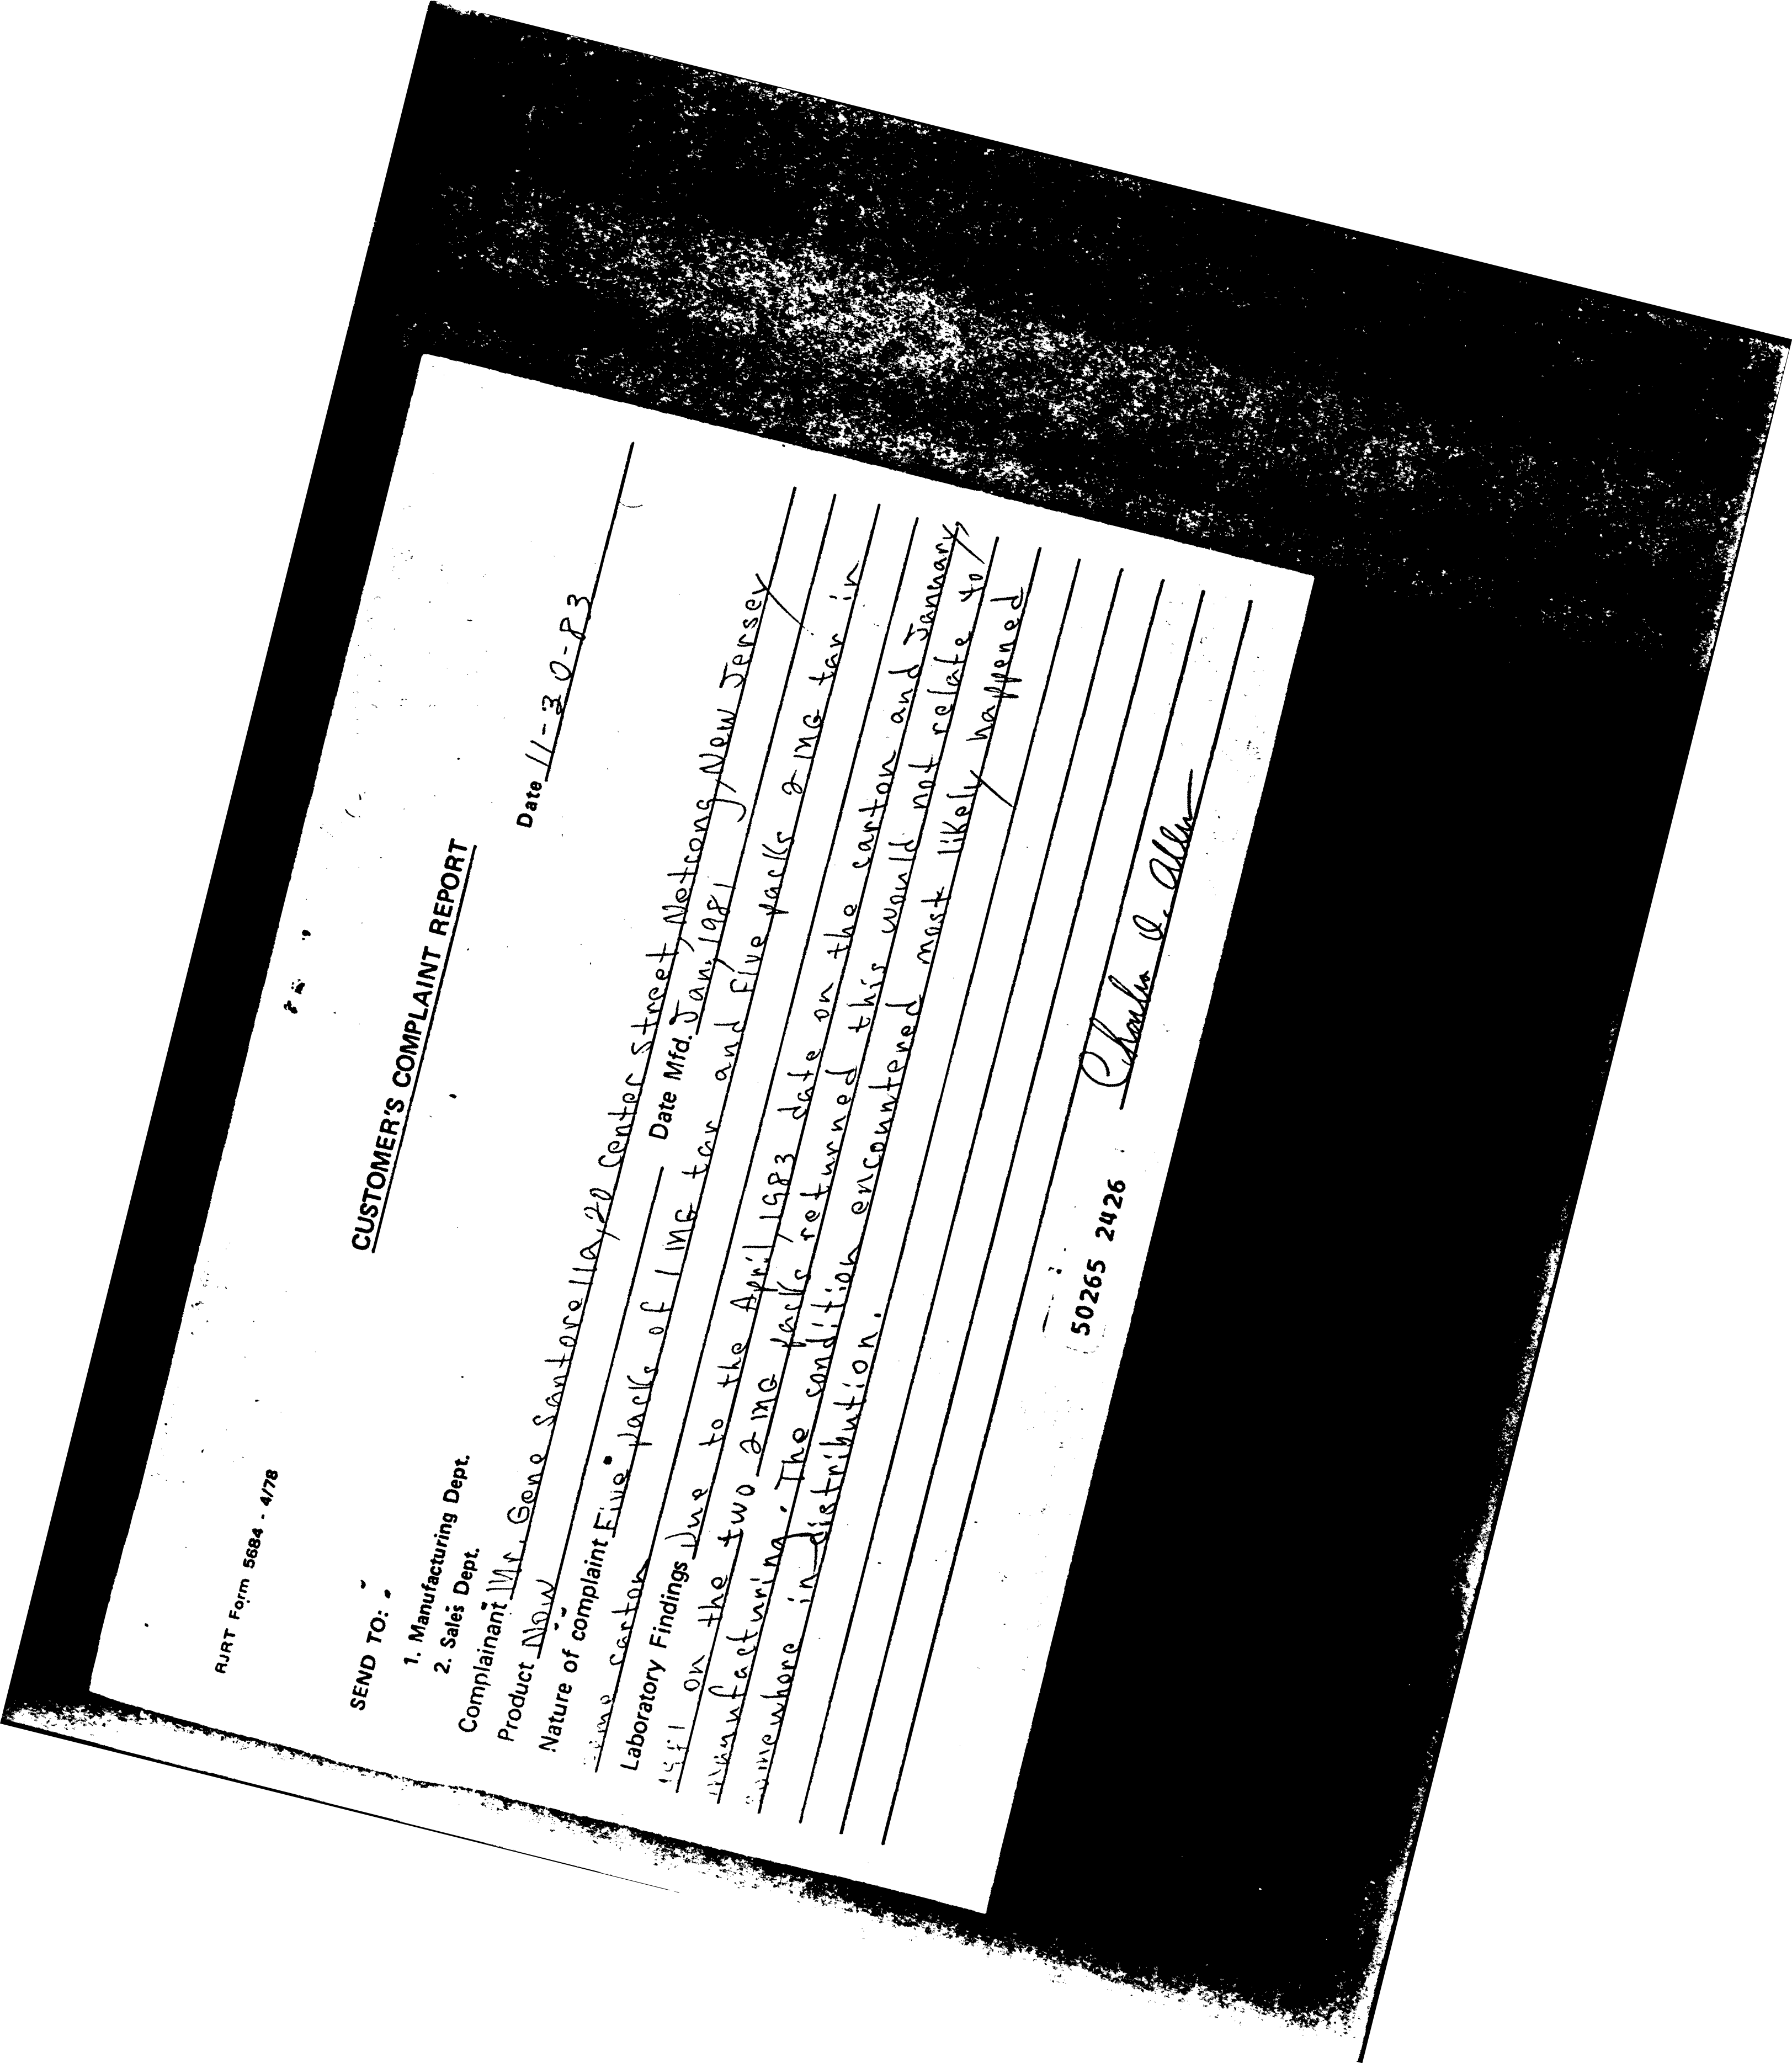 RJRT Form 5684 - 4/78
CUSTOMER'S COMPLAINT REPORT
SEND TO:
Date 11-30-83
1. Manufacturing Dept.
2. Sales Dept.
Complainant Mr. Gene Santorella, 20 Center Street, Netcong, New Jersey
Product Now Date Mfd. Jan, 1981
Nature of complaint Five packs of 1 MG tar and Five packs 2 MG tar in
same carton
Laboratory Findings Due to the April, 1983 date on the carton and January,
1981 on the two 2 MG packs returned this would not relate to
manufacturing. The condition encountered most likely happened
somewhere in distribution.
50265 2426